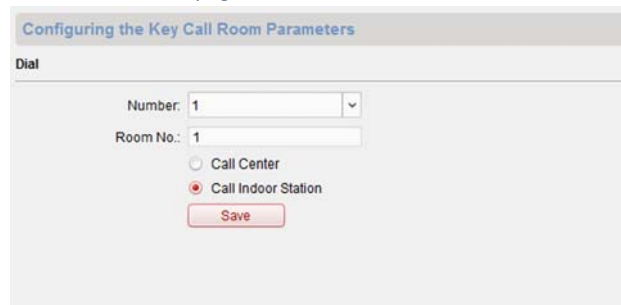 Configuring the Key Call Room Parameters
Dial
Number: 1
Room No.: 1
Call Center
Call Indoor Station
Save